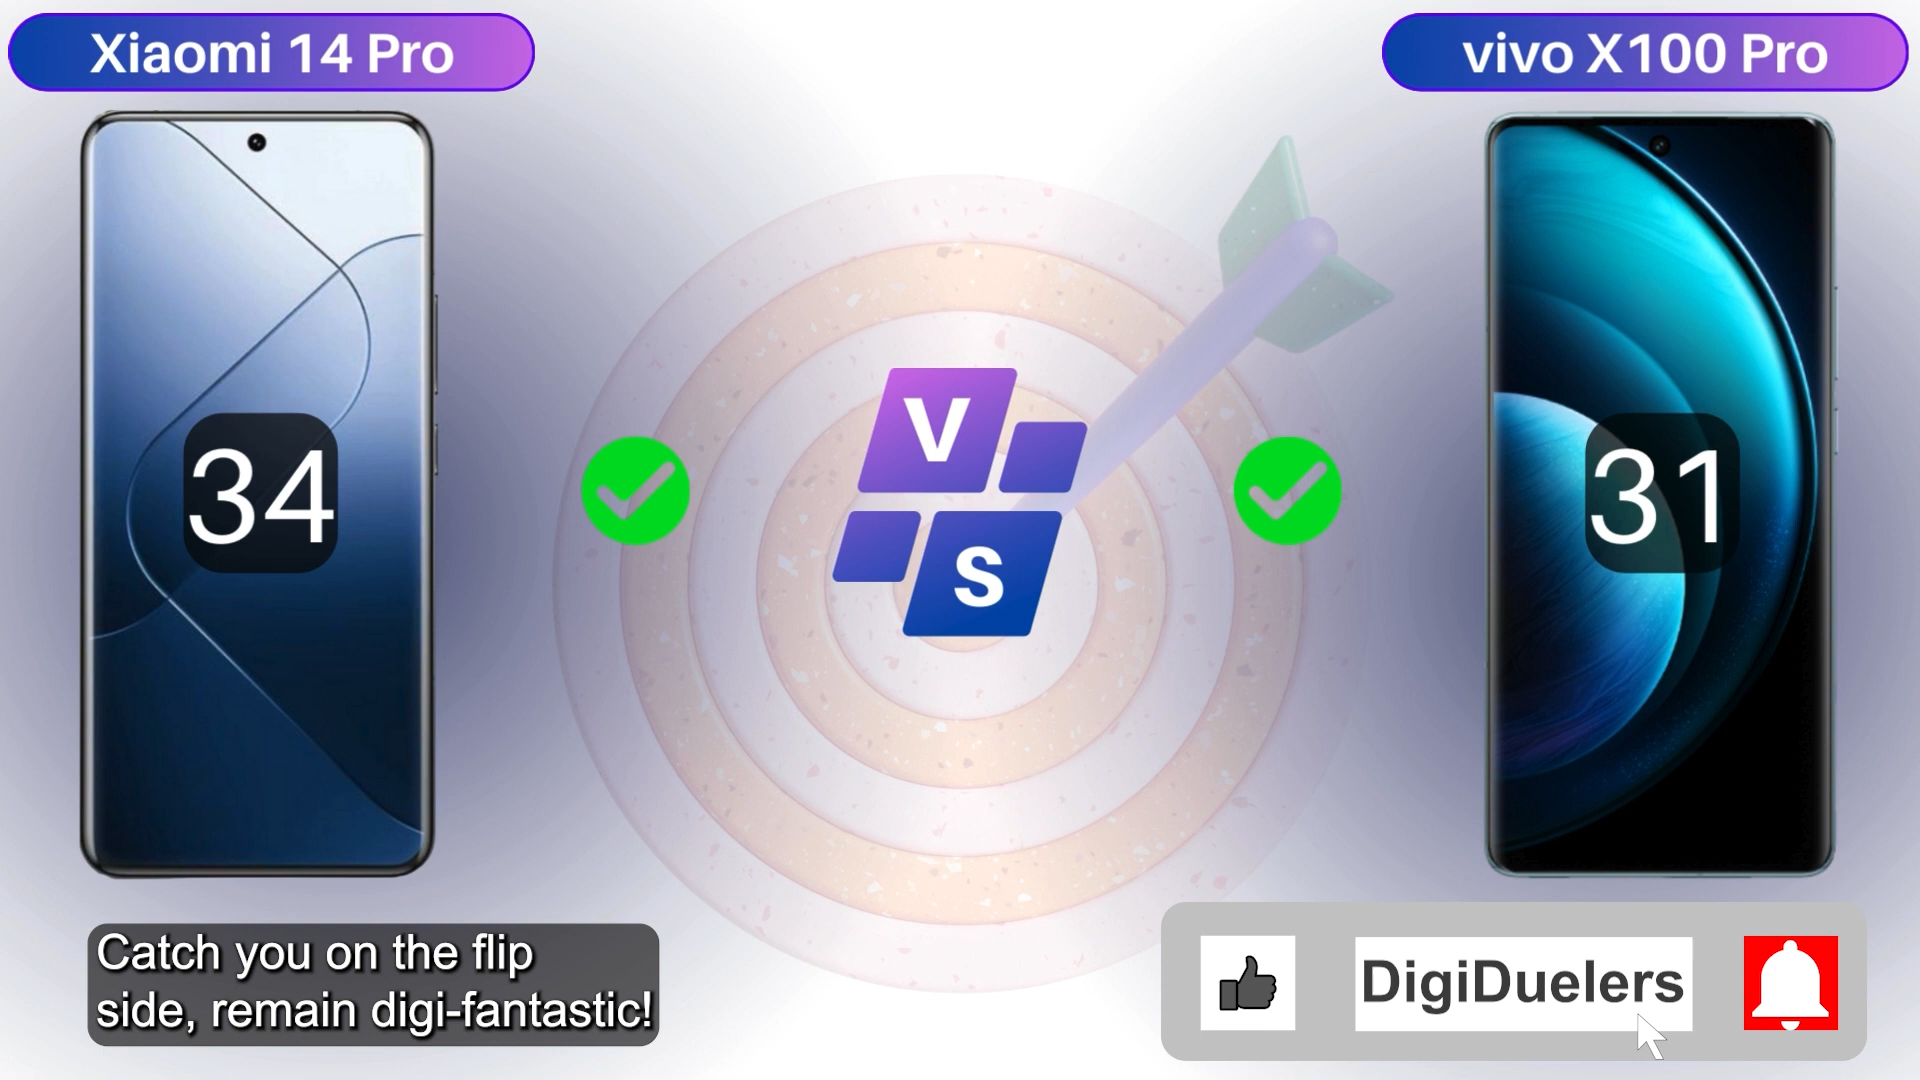 Xiaomi 14 Pro
vivo X100 Pro
34
V
S
31
Catch you on the flip
side, remain digi-fantastic!
DigiDuelers